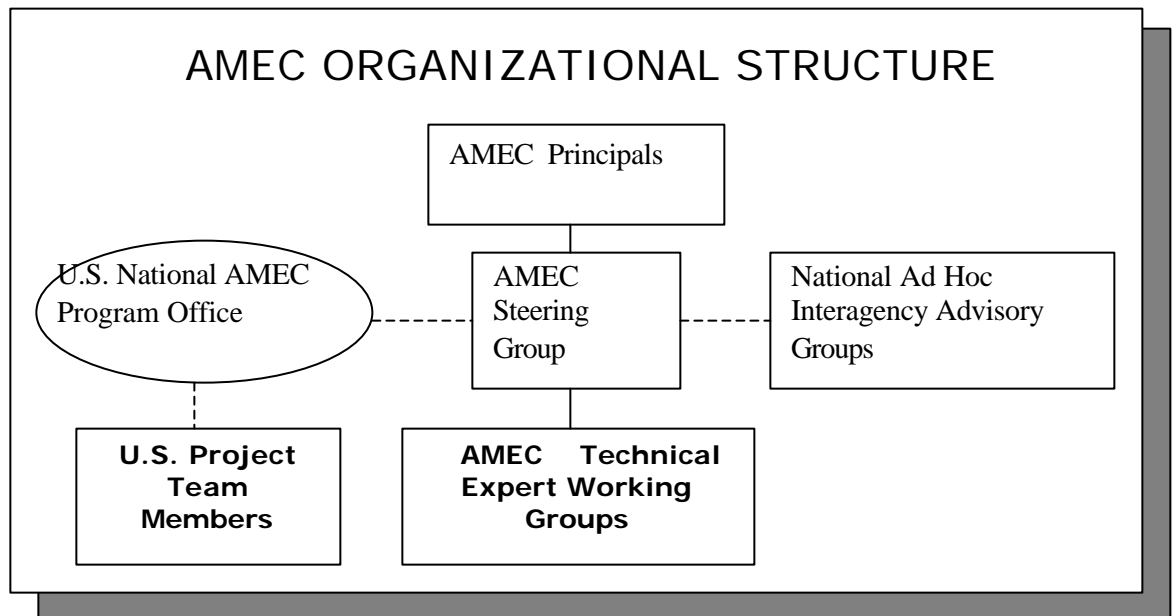 AMEC ORGANIZATIONAL STRUCTURE
AMEC Principals
U.S. National AMEC
Program Office
AMEC
Steering
Group
National Ad Hoc
Interagency Advisory
Groups
U.S. Project
Team
Members
AMEC Technical
Expert Working
Groups